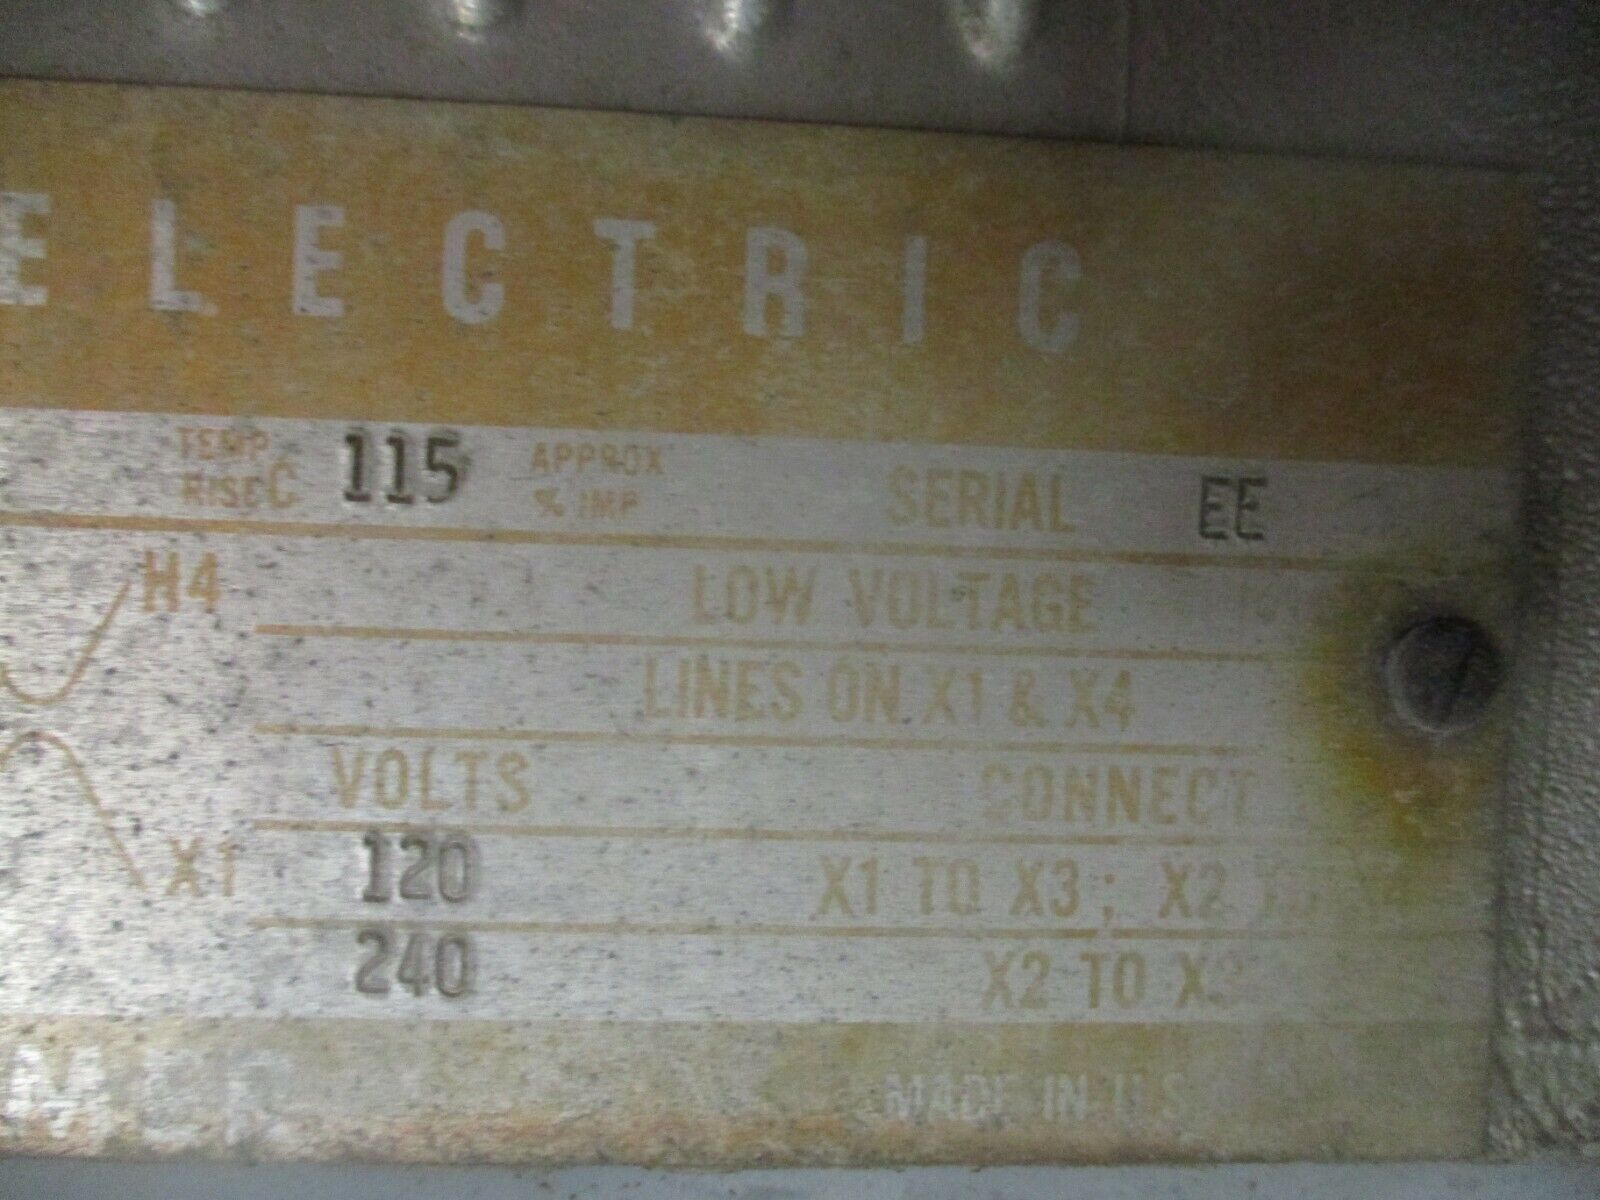 ELECTRIC
TEMP. RISE C 115 APPROX % IMP SERIAL EE
H4 LOW VOLTAGE
LINES ON X1 & X4
VOLTS CONNECT
X1 120 X1 TO X3; X2
240 X2 TO
MADE IN U.S.